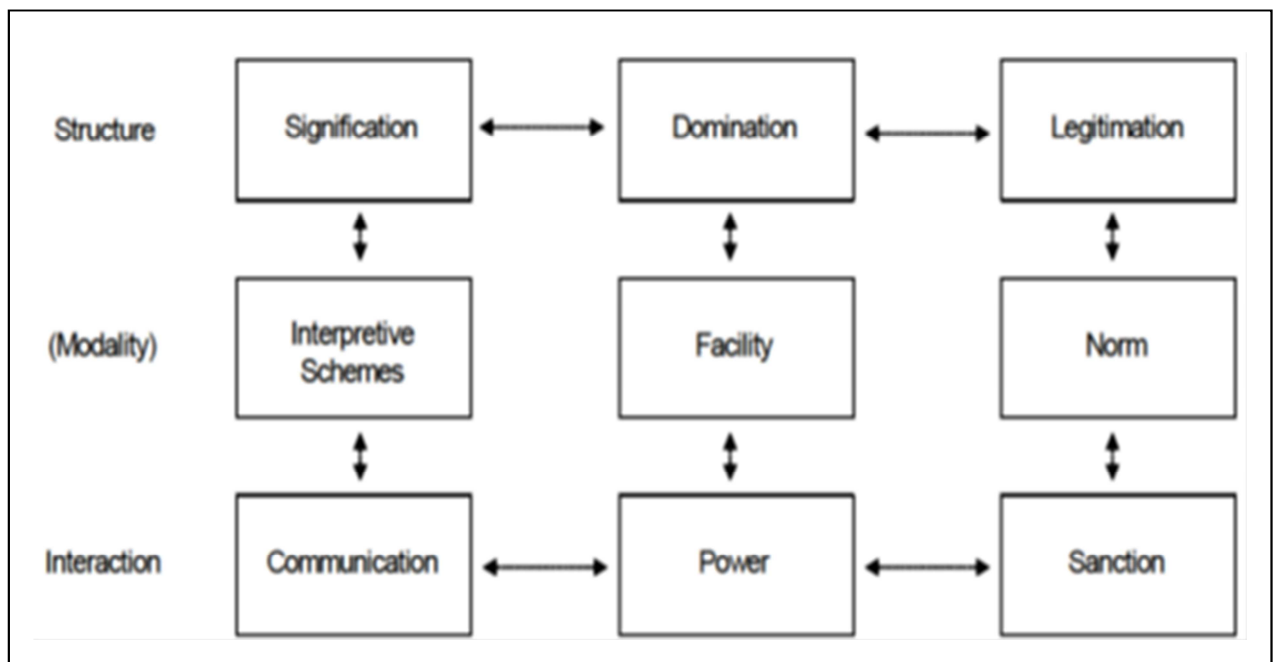 Structure
Signification
Domination
Legitimation
(Modality)
Interpretive
Schemes
Facility
Norm
Interaction
Communication
Power
Sanction